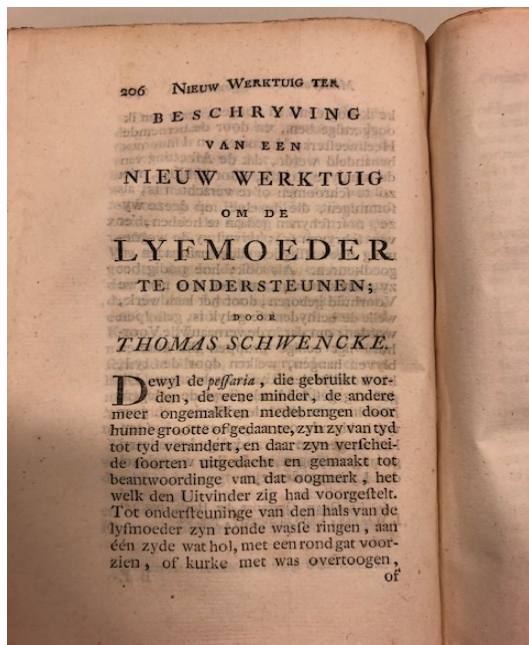 206 NIEUW WERKTUIG TER
BESCHRYVING
VAN EEN
NIEUW WERKTUIG
OM DE
LYFMOEDER
TE ONDERSTEUNEN;
DOOR
THOMAS SCHWENCKE.
Dewyl de pessaria, die gebruikt wor-
den, de eene minder, de andere
meer ongemakken medebrengen door
hunne grootte of gedaante, zyn zy van tyd
tot tyd verandert, en daar zyn verschei-
de soorten uitgedacht en gemaakt tot
beantwoordinge van dat oogmerk, het
welk den Uitvinder zig had voorgestelt.
Tot ondersteuninge van den hals van de
lyfmoeder zyn ronde wasse ringen, aan
één zyde wat hol, met een rond gat voor-
zien, of kurke met was overtoogen,
of